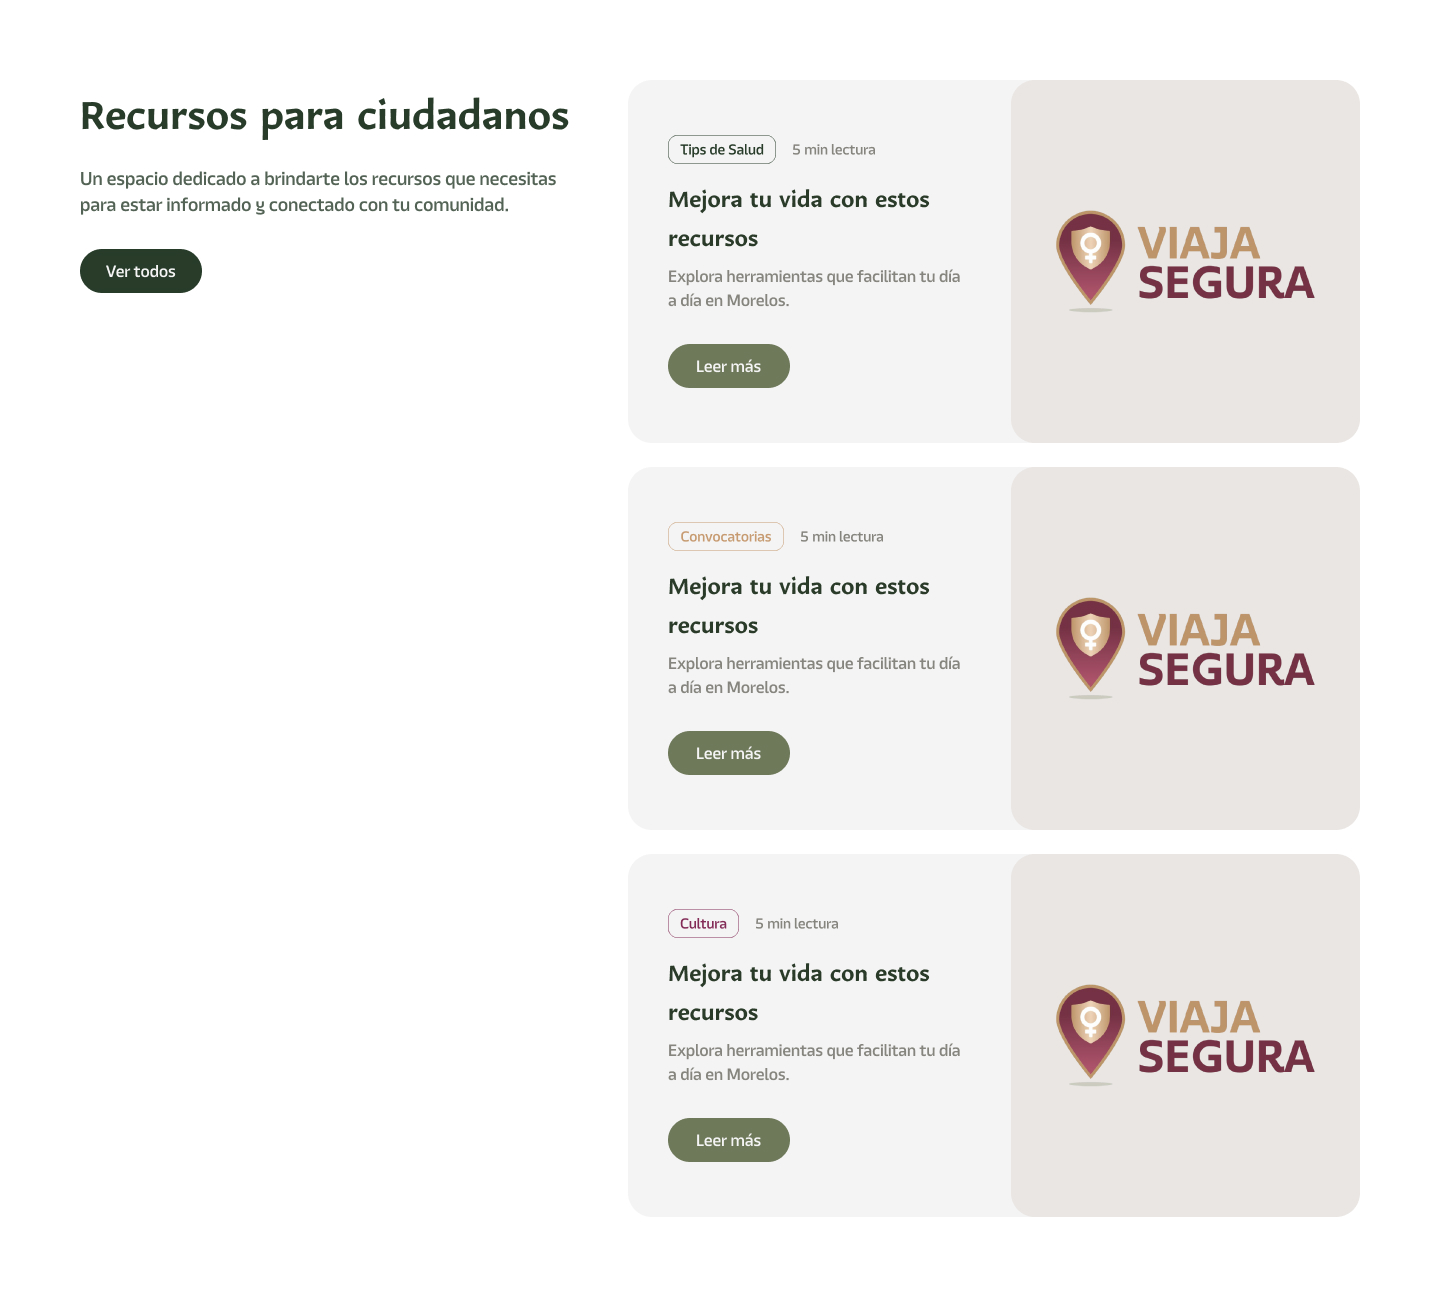 Recursos para ciudadanos
Un espacio dedicado a brindarte los recursos que necesitas
para estar informado y conectado con tu comunidad.
Ver todos
Tips de Salud
5 min lectura
Mejora tu vida con estos
recursos
Explora herramientas que facilitan tu día
a día en Morelos.
Leer más
VIAJA
SEGURA
Convocatorias
5 min lectura
Mejora tu vida con estos
recursos
Explora herramientas que facilitan tu día
a día en Morelos.
Leer más
VIAJA
SEGURA
Cultura
5 min lectura
Mejora tu vida con estos
recursos
Explora herramientas que facilitan tu día
a día en Morelos.
Leer más
VIAJA
SEGURA